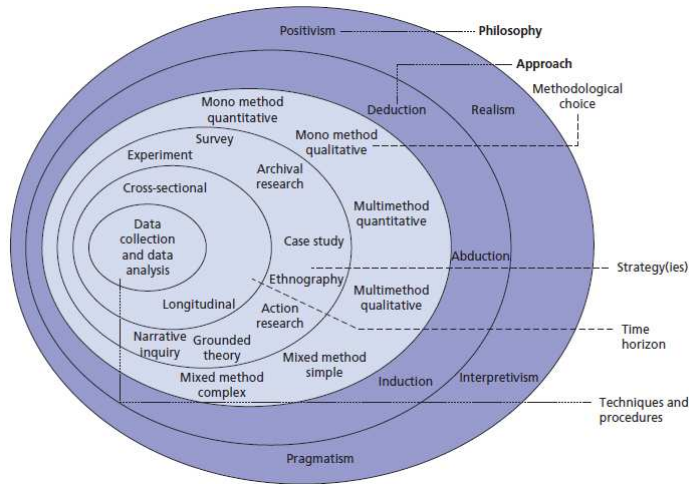 Positivism
Philosophy
Approach
Methodological
choice
Mono method
quantitative
Deduction
Realism
Survey
Mono method
qualitative
Experiment
Archival
research
Cross-sectional
Multimethod
quantitative
Data
collection
and data
analysis
Case study
Abduction
Strategy(ies)
Ethnography
Multimethod
qualitative
Longitudinal
Action
research
Time
horizon
Narrative
inquiry
Grounded
theory
Mixed method
simple
Mixed method
complex
Induction
Interpretivism
Techniques and
procedures
Pragmatism